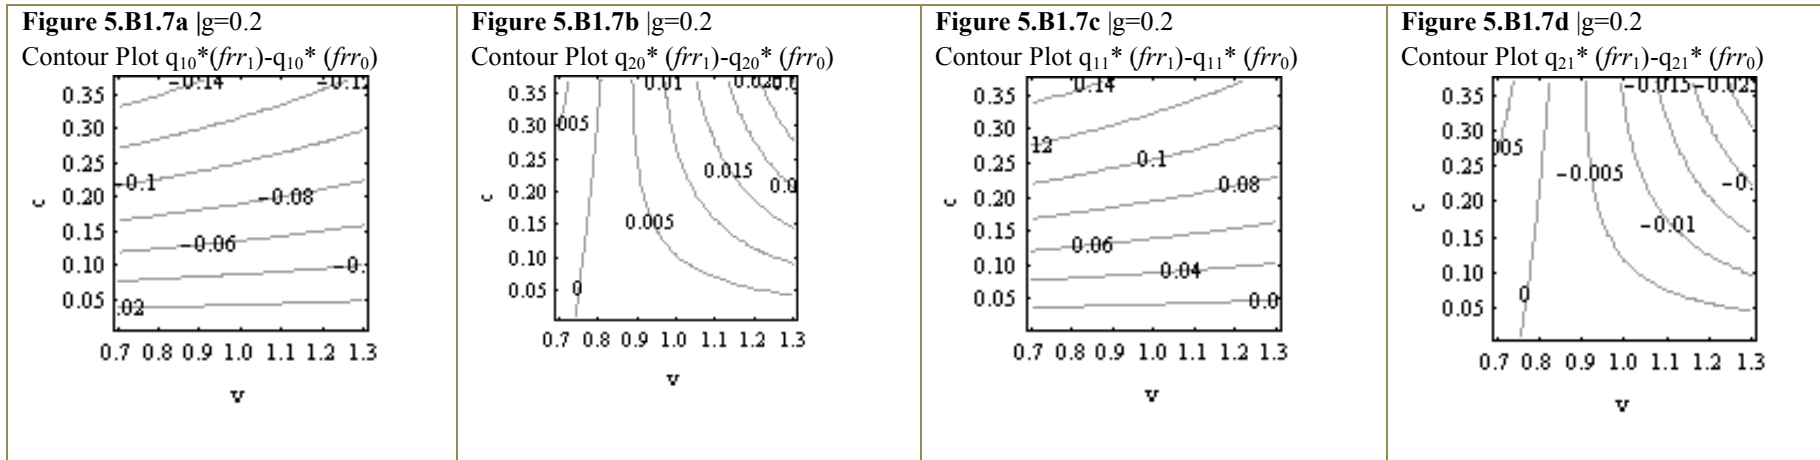 Figure 5.B1.7a |g=0.2
Contour Plot q10*(frr1)-q10* (frr0)
-0.14
-0.12
0.35
0.30
0.25
0.20
0.15
0.10
0.05
-0.1
-0.08
-0.06
-0.
.02
c
0.7 0.8 0.9 1.0 1.1 1.2 1.3
v
Figure 5.B1.7b |g=0.2
Contour Plot q20* (frr1)-q20* (frr0)
0.01
0.35
0.30
0.25
0.20
0.15
0.10
0.05
005
0.015
0.0
0.005
0
c
0.7 0.8 0.9 1.0 1.1 1.2 1.3
v
Figure 5.B1.7c |g=0.2
Contour Plot q11* (frr1)-q11* (frr0)
0.14
0.35
0.30
0.25
0.20
0.15
0.10
0.05
12
0.1
0.08
0.06
0.04
0.0
c
0.7 0.8 0.9 1.0 1.1 1.2 1.3
v
Figure 5.B1.7d |g=0.2
Contour Plot q21* (frr1)-q21* (frr0)
-0.015
-0.025
0.35
0.30
0.25
0.20
0.15
0.10
0.05
005
-0.005
-0.
-0.01
0
c
0.7 0.8 0.9 1.0 1.1 1.2 1.3
v